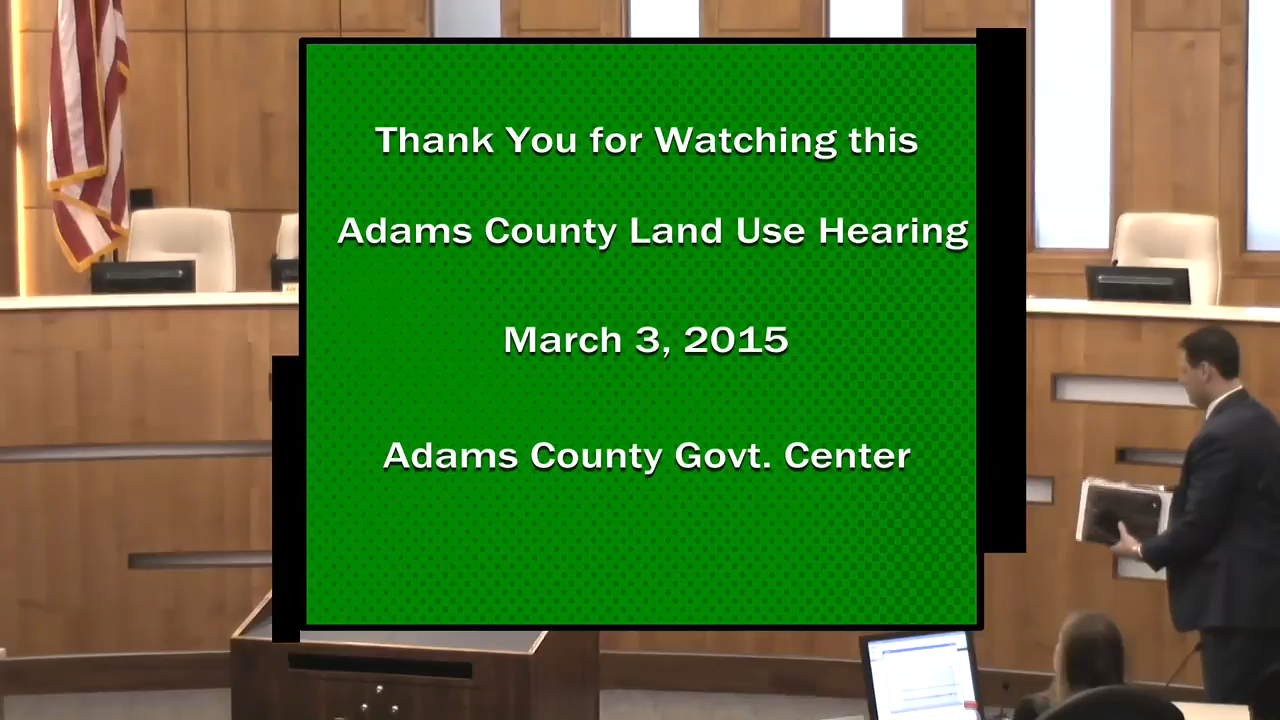 Thank You for Watching this
Adams County Land Use Hearing
March 3, 2015
Adams County Govt. Center